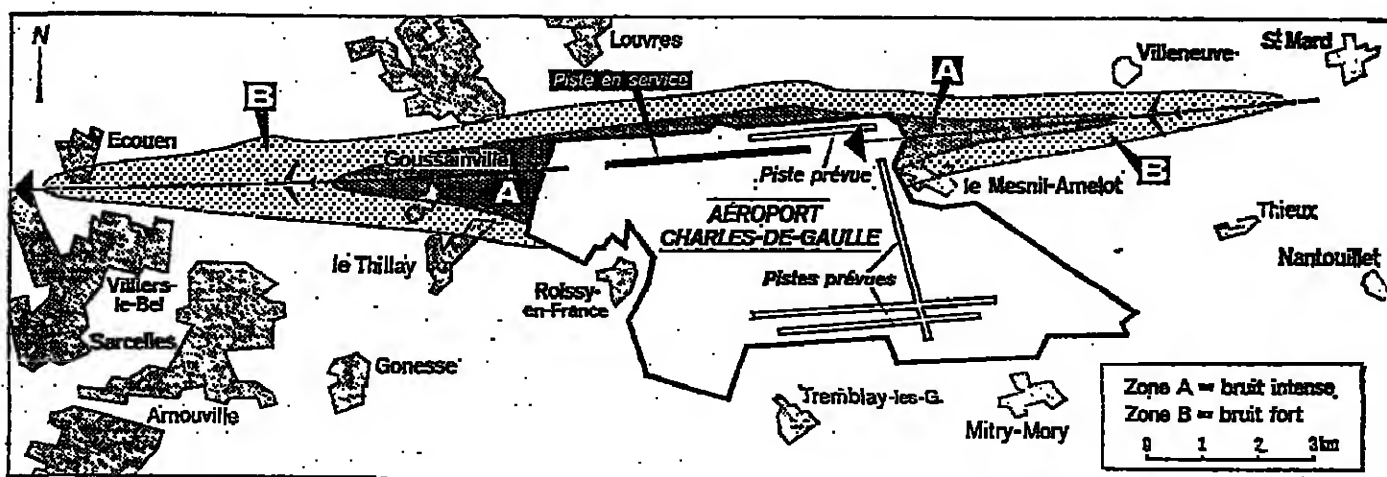 N
Louvres
Villeneuve-
St Mard
Piste en service
A
B
Ecouen
Goussainville
A
Piste prévue
le Mesnil-Amelot
B
AÉROPORT
CHARLES-DE-GAULLE
Thieux
le Thillay
Pistes prévues
Nantouillet
Villiers-
le-Bel
Roissy-
en-France
Sarcelles
Gonesse
Arnouville
Tremblay-les-G.
Mitry-Mory
Zone A = bruit intense
Zone B = bruit fort
0 1 2 3 km